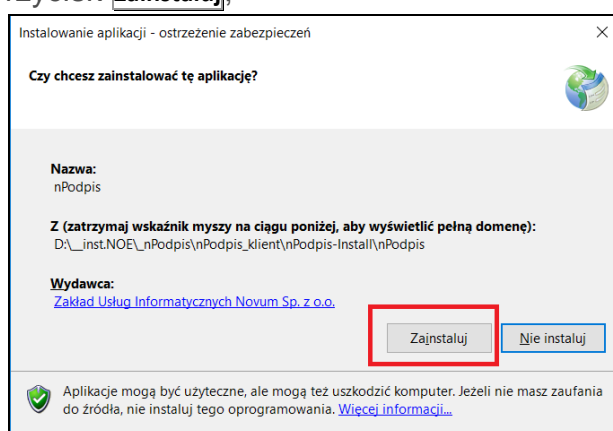 Zainstaluj
Instalowanie aplikacji - ostrzeżenie zabezpieczeń
Czy chcesz zainstalować tę aplikację?
Nazwa:
nPodpis
Z (zatrzymaj wskaźnik myszy na ciągu poniżej, aby wyświetlić pełną domenę):
D:\__inst.NOE\_nPodpis\nPodpis_klient\nPodpis-Install\nPodpis
Wydawca:
Zakład Usług Informatycznych Novum Sp. z o.o.
Zainstaluj Nie instaluj
Aplikacje mogą być użyteczne, ale mogą też uszkodzić komputer. Jeżeli nie masz zaufania
do źródła, nie instaluj tego oprogramowania. Więcej informacji...